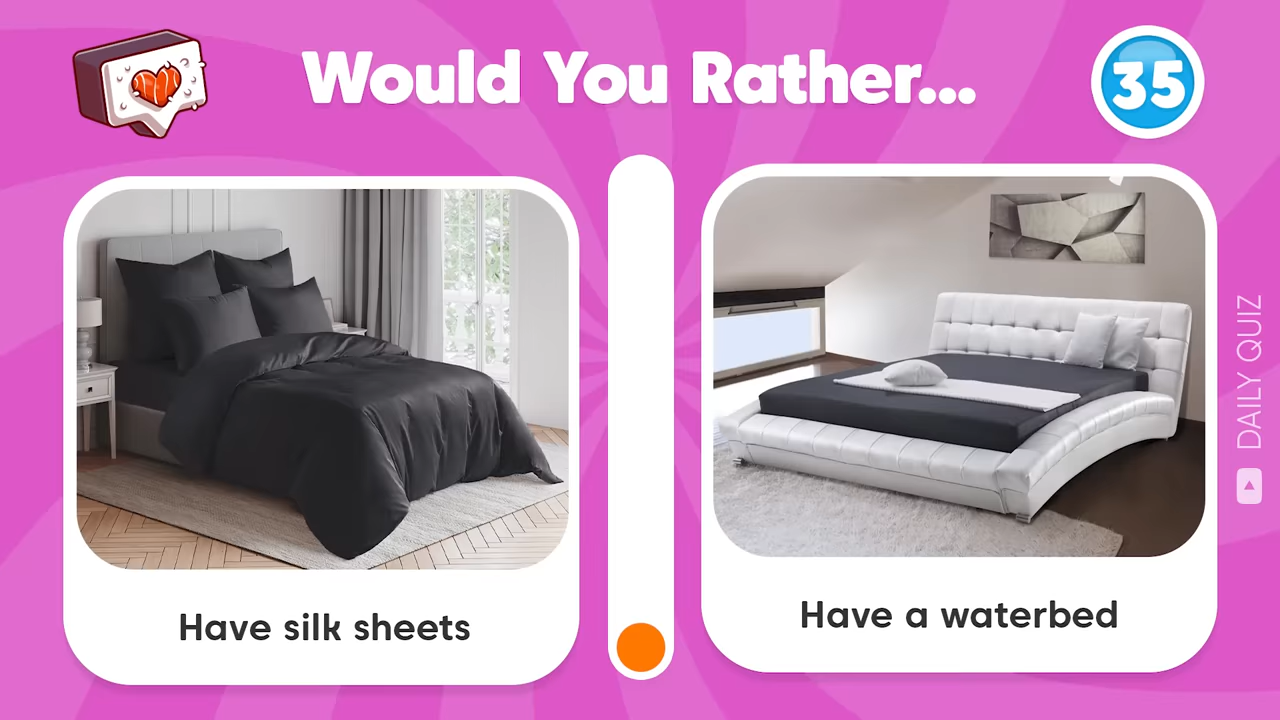 Would You Rather...
35
Have silk sheets
Have a waterbed
DAILY QUIZ